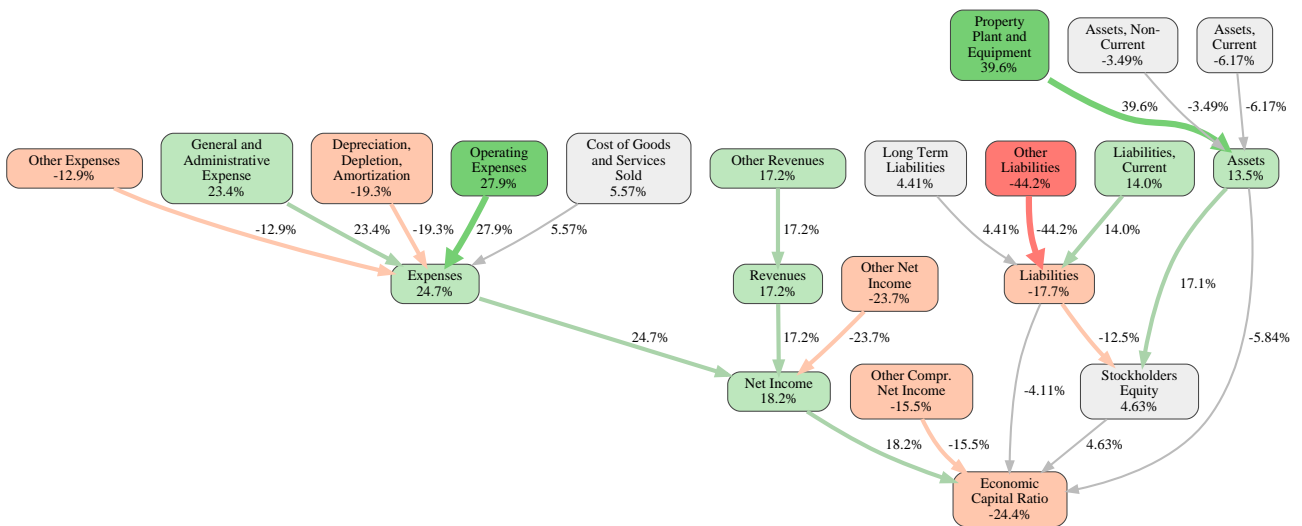 Property
Plant and
Equipment
39.6%
Assets, Non-
Current
-3.49%
Assets,
Current
-6.17%
39.6%
-3.49%
-6.17%
Other Expenses
-12.9%
General and
Administrative
Expense
23.4%
Depreciation,
Depletion,
Amortization
-19.3%
Operating
Expenses
27.9%
Cost of Goods
and Services
Sold
5.57%
Other Revenues
17.2%
Long Term
Liabilities
4.41%
Other
Liabilities
-44.2%
Liabilities,
Current
14.0%
Assets
13.5%
-12.9%
23.4%
-19.3%
27.9%
5.57%
17.2%
4.41%
-44.2%
14.0%
Expenses
24.7%
Revenues
17.2%
Other Net
Income
-23.7%
Liabilities
-17.7%
17.1%
24.7%
17.2%
-23.7%
-12.5%
-5.84%
Net Income
18.2%
Other Compr.
Net Income
-15.5%
-4.11%
Stockholders
Equity
4.63%
18.2%
-15.5%
4.63%
Economic
Capital Ratio
-24.4%